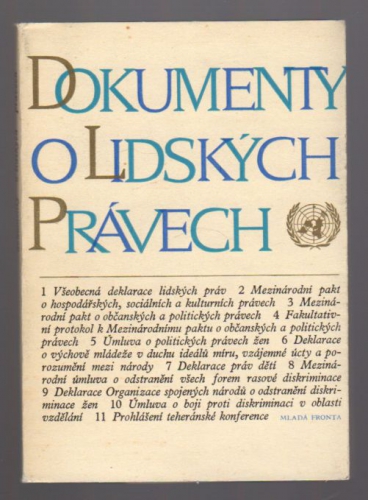 DOKUMENTY
O LIDSKÝCH
PRÁVECH
1 Všeobecná deklarace lidských práv 2 Mezinárodní pakt
o hospodářských, sociálních a kulturních právech 3 Meziná-
rodní pakt o občanských a politických právech 4 Fakultativ-
ní protokol k Mezinárodnímu paktu o občanských a politických
právech 5 Úmluva o politických právech žen 6 Deklarace
o výchově mládeže v duchu ideálů míru, vzájemné úcty a po-
rozumění mezi národy 7 Deklarace práv dětí 8 Meziná-
rodní úmluva o odstranění všech forem rasové diskriminace
9 Deklarace Organizace spojených národů o odstranění diskri-
minace žen 10 Úmluva o boji proti diskriminaci v oblasti
vzdělání 11 Prohlášení teheránské konference MLADÁ FRONTA